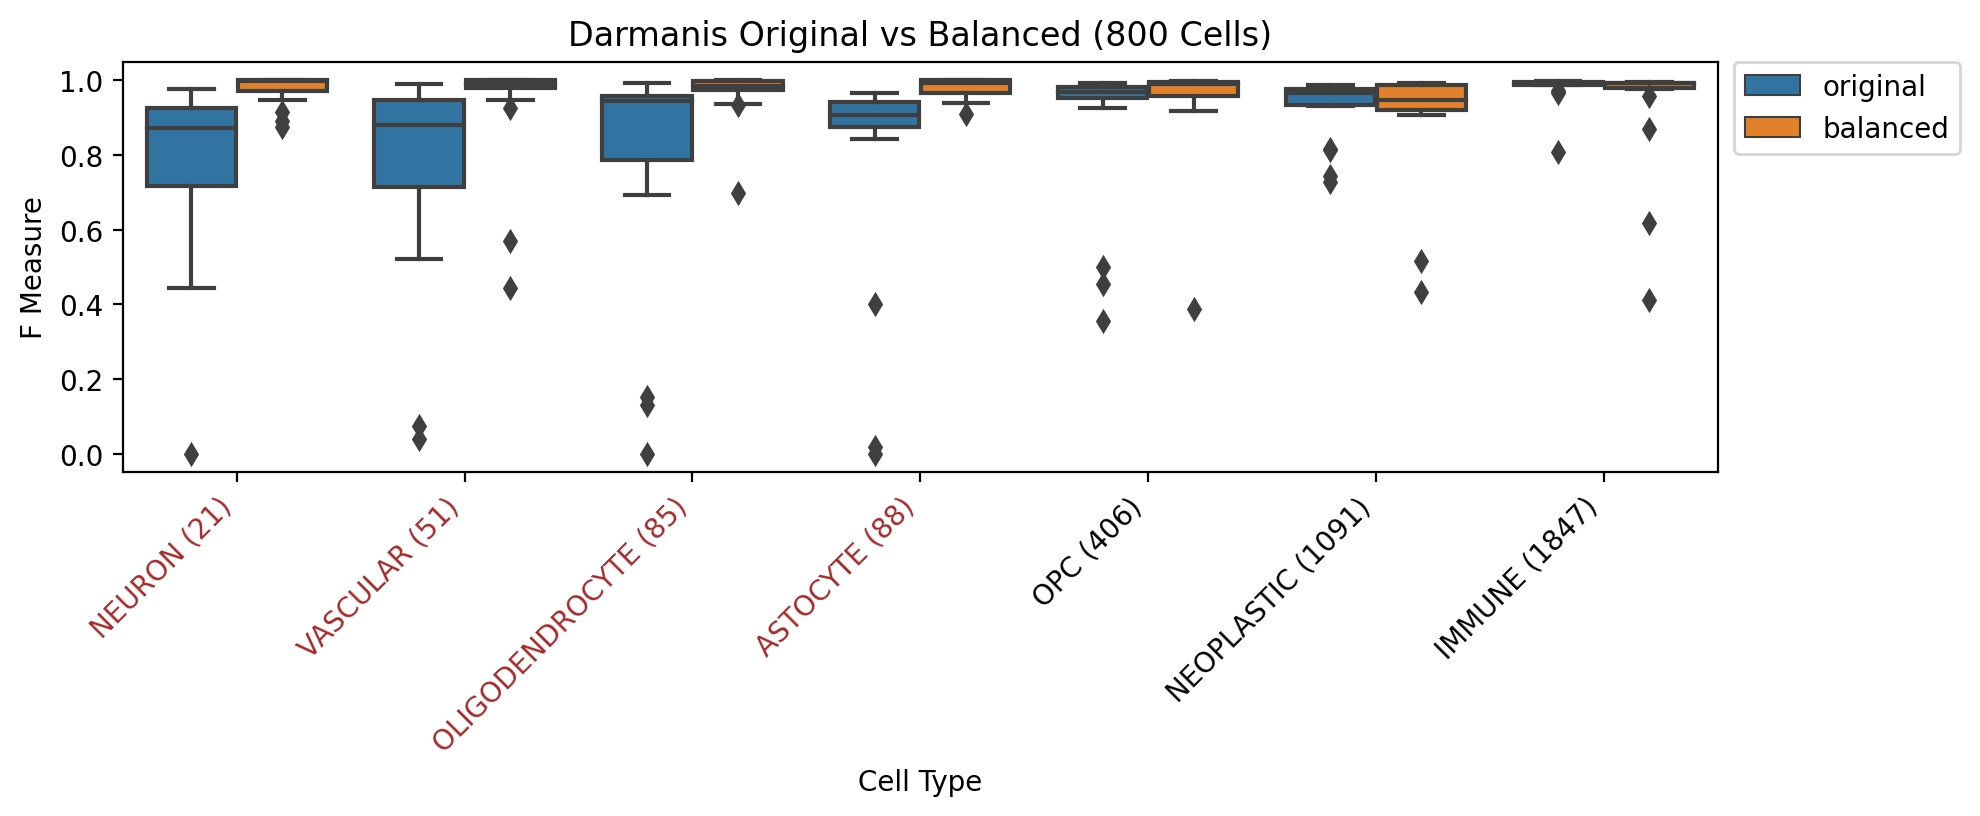 Darmanis Original vs Balanced (800 Cells)
original
balanced
F Measure
1.0
0.8
0.6
0.4
0.2
0.0
NEURON (21)
VASCULAR (51)
OLIGODENDROCYTE (85)
ASTOCYTE (88)
OPC (406)
NEOPLASTIC (1091)
IMMUNE (1847)
Cell Type